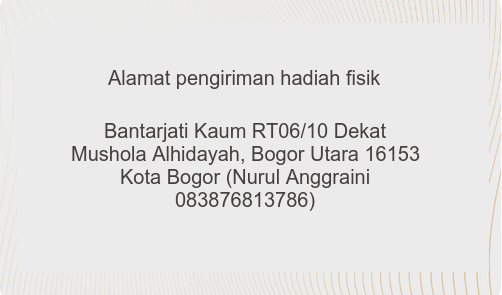 Alamat pengiriman hadiah fisik
Bantarjati Kaum RT06/10 Dekat
Mushola Alhidayah, Bogor Utara 16153
Kota Bogor (Nurul Anggraini
083876813786)